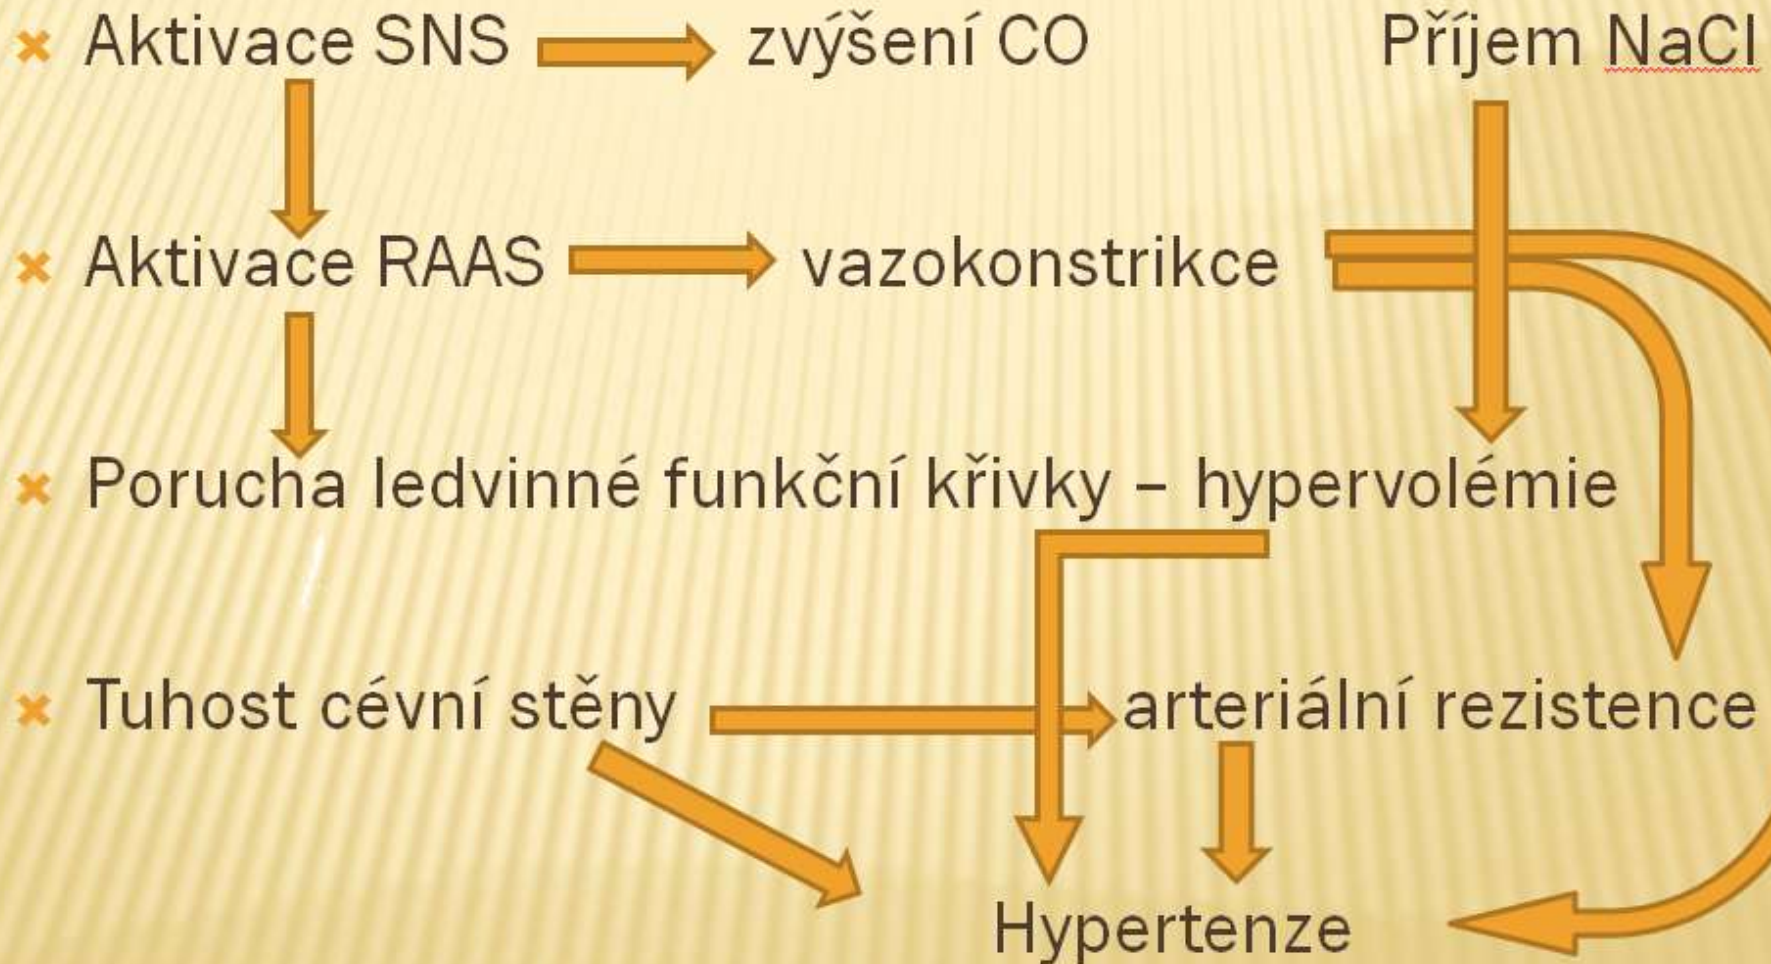 Aktivace SNS zvýšení CO Příjem NaCl
Aktivace RAAS vazokonstrikce
Porucha ledvinné funkční křivky – hypervolémie
Tuhost cévní stěny arteriální rezistence
Hypertenze